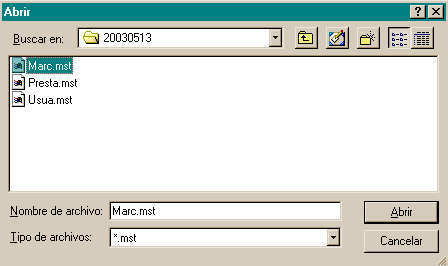 Abrir
Buscar en: 20030513
Marc.mst
Presta.mst
Usua.mst
Nombre de archivo: Marc.mst Abrir
Tipo de archivos: *.mst Cancelar